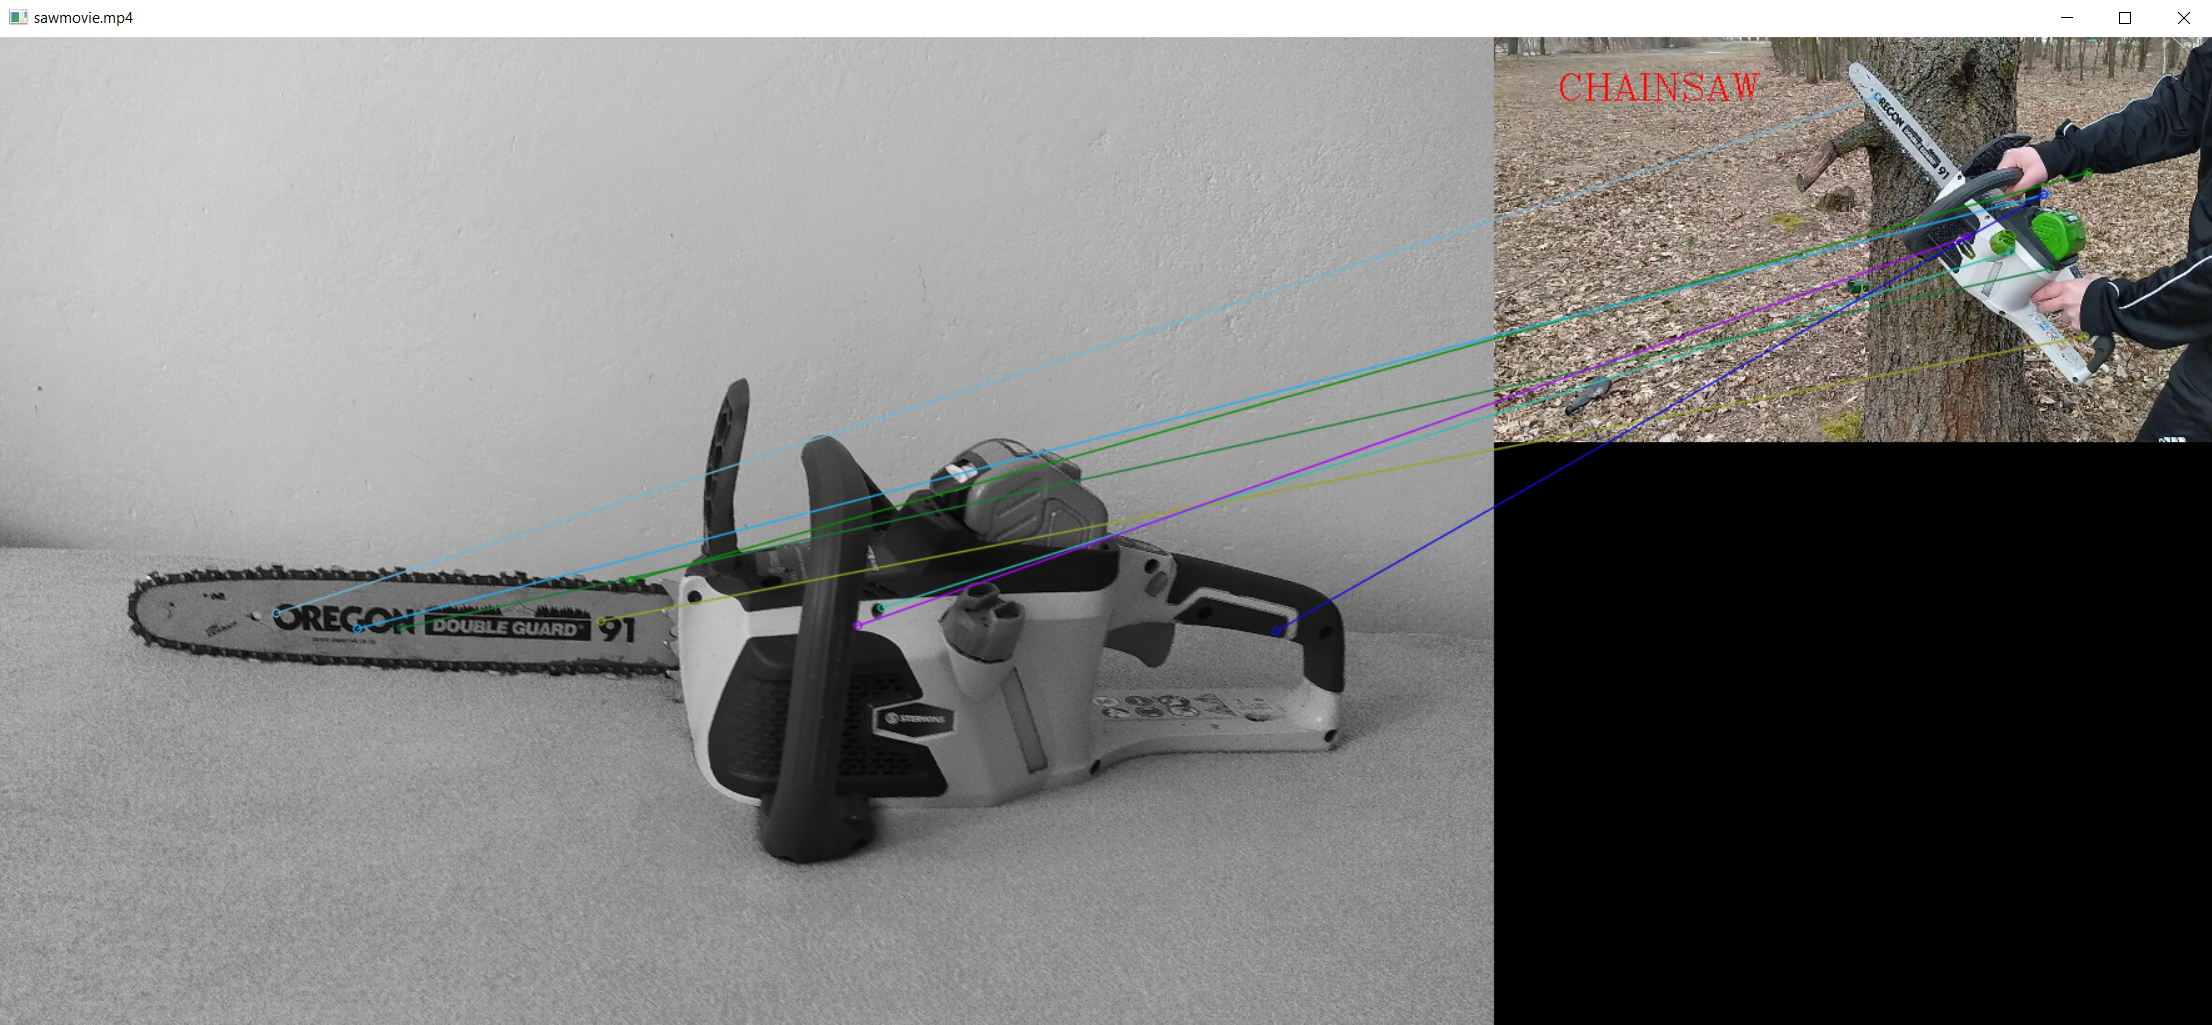 sawmovie.mp4
CHAINSAW
OREGON
DOUBLE GUARD
91
STERWINS
OREGON
91